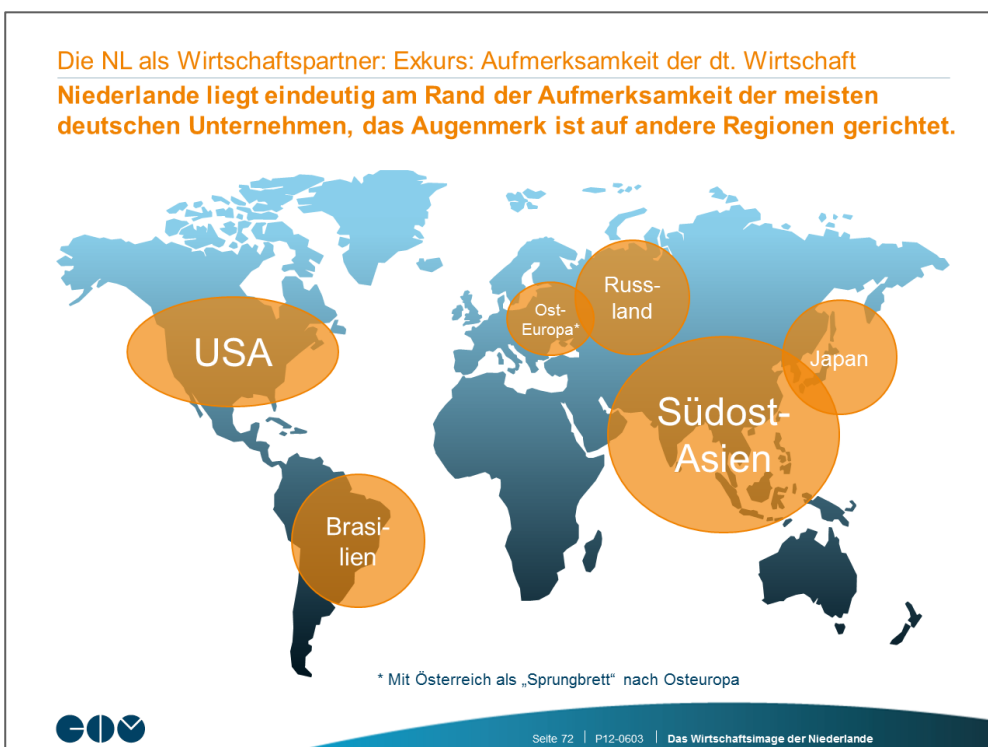 Die NL als Wirtschaftspartner: Exkurs: Aufmerksamkeit der dt. Wirtschaft
Niederlande liegt eindeutig am Rand der Aufmerksamkeit der meisten
deutschen Unternehmen, das Augenmerk ist auf andere Regionen gerichtet.
Russ-
land
Ost-
Europa*
USA
Japan
Südost-
Asien
Brasi-
lien
* Mit Österreich als „Sprungbrett“ nach Osteuropa
Seite 72 | P12-0603 | Das Wirtschaftsimage der Niederlande